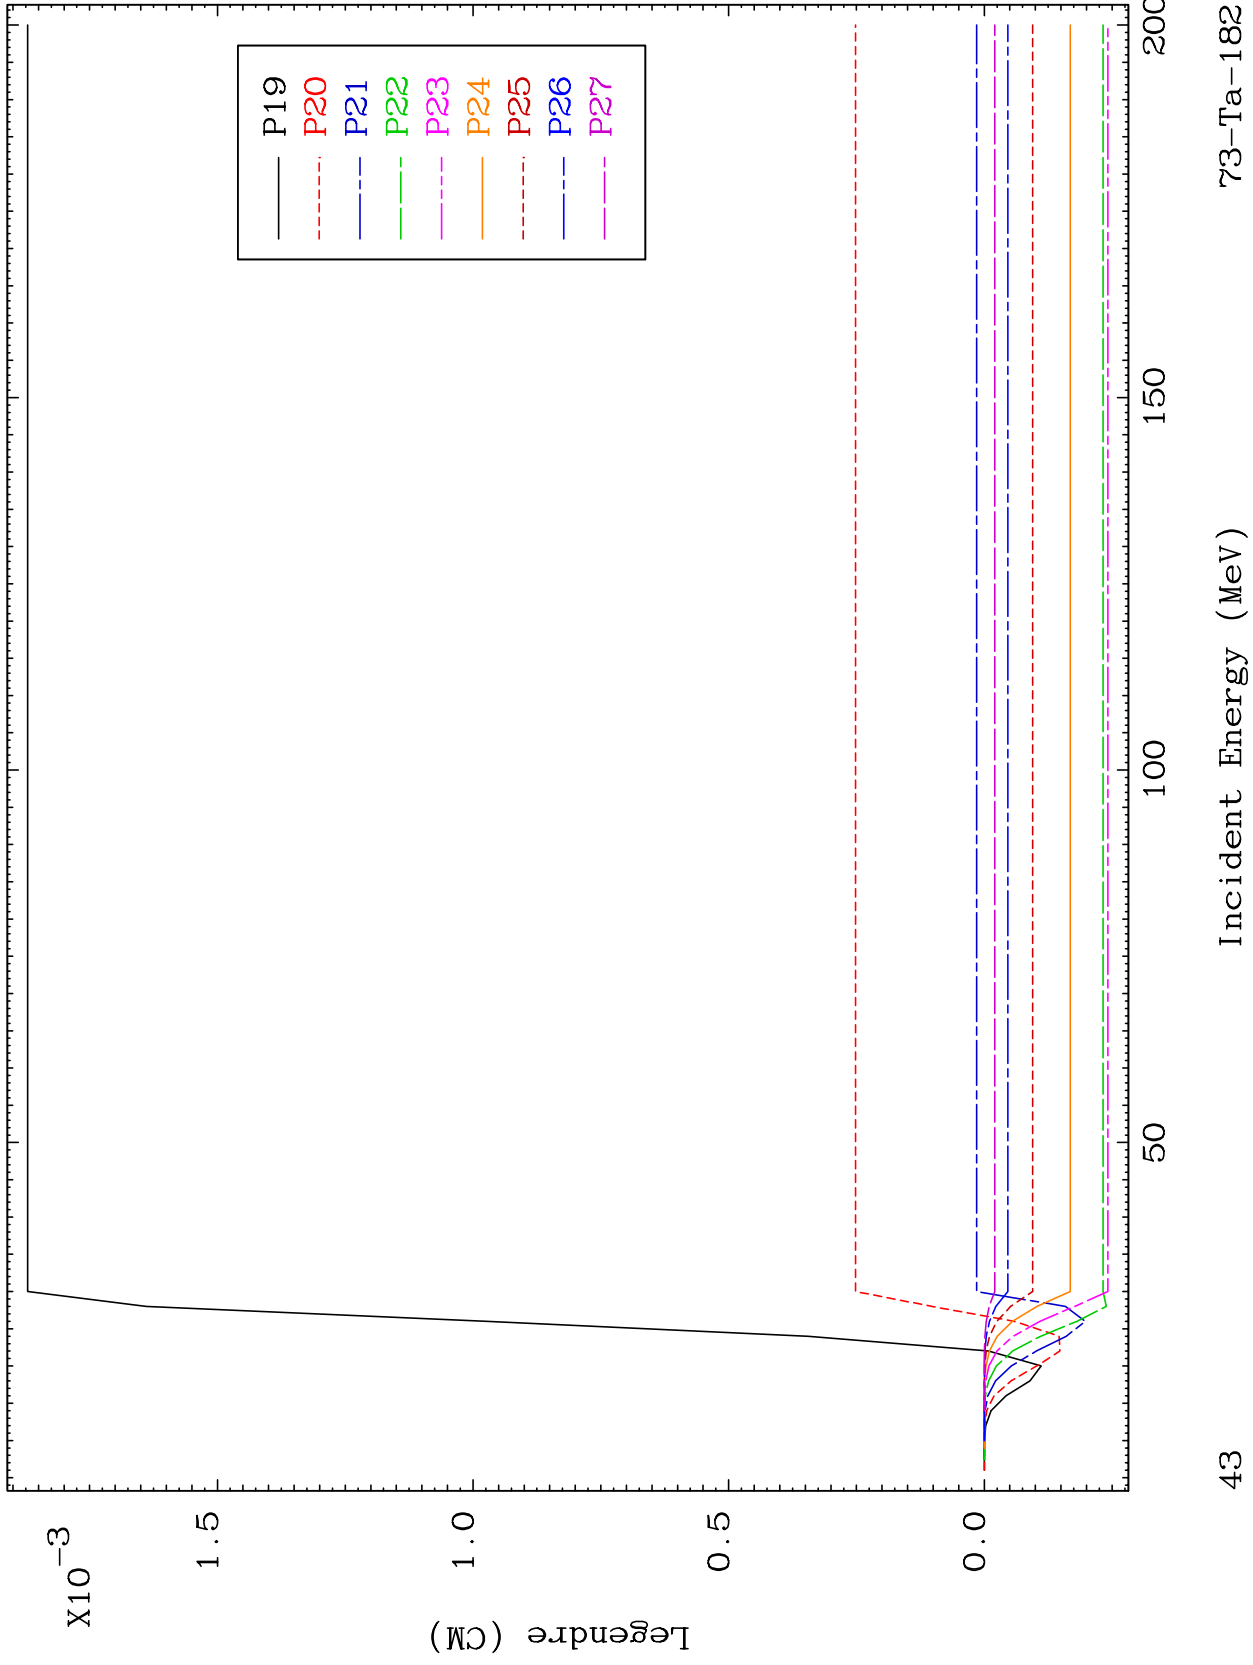 X10-3
1.5
1.0
0.5
0.0
Legendre (CM)
P19
P20
P21
P22
P23
P24
P25
P26
P27
50
100
150
200
Incident Energy (MeV)
43
73-Ta-182